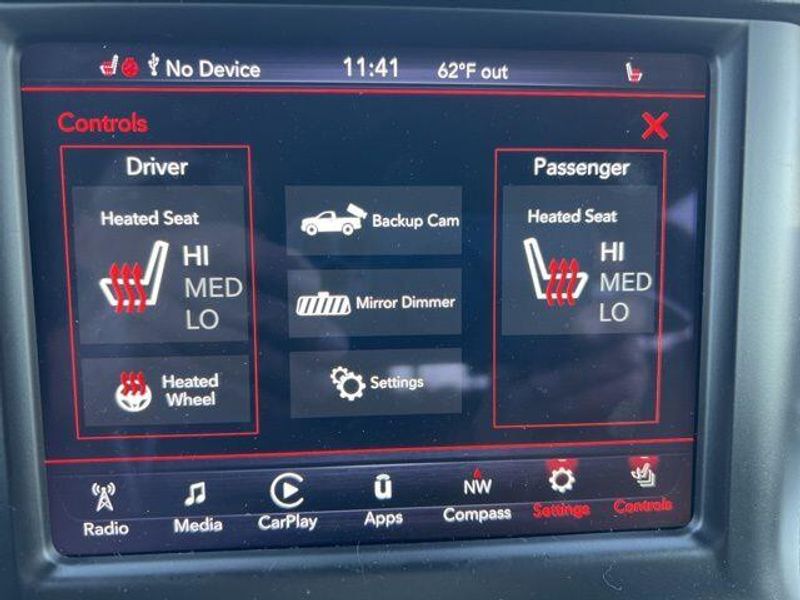 No Device 11:41 62°F out
Controls
Driver
Heated Seat
HI
MED
LO
Heated
Wheel
Backup Cam
Mirror Dimmer
Settings
Passenger
Heated Seat
HI
MED
LO
Radio
Media
CarPlay
Apps
NW
Compass
Settings
Controls